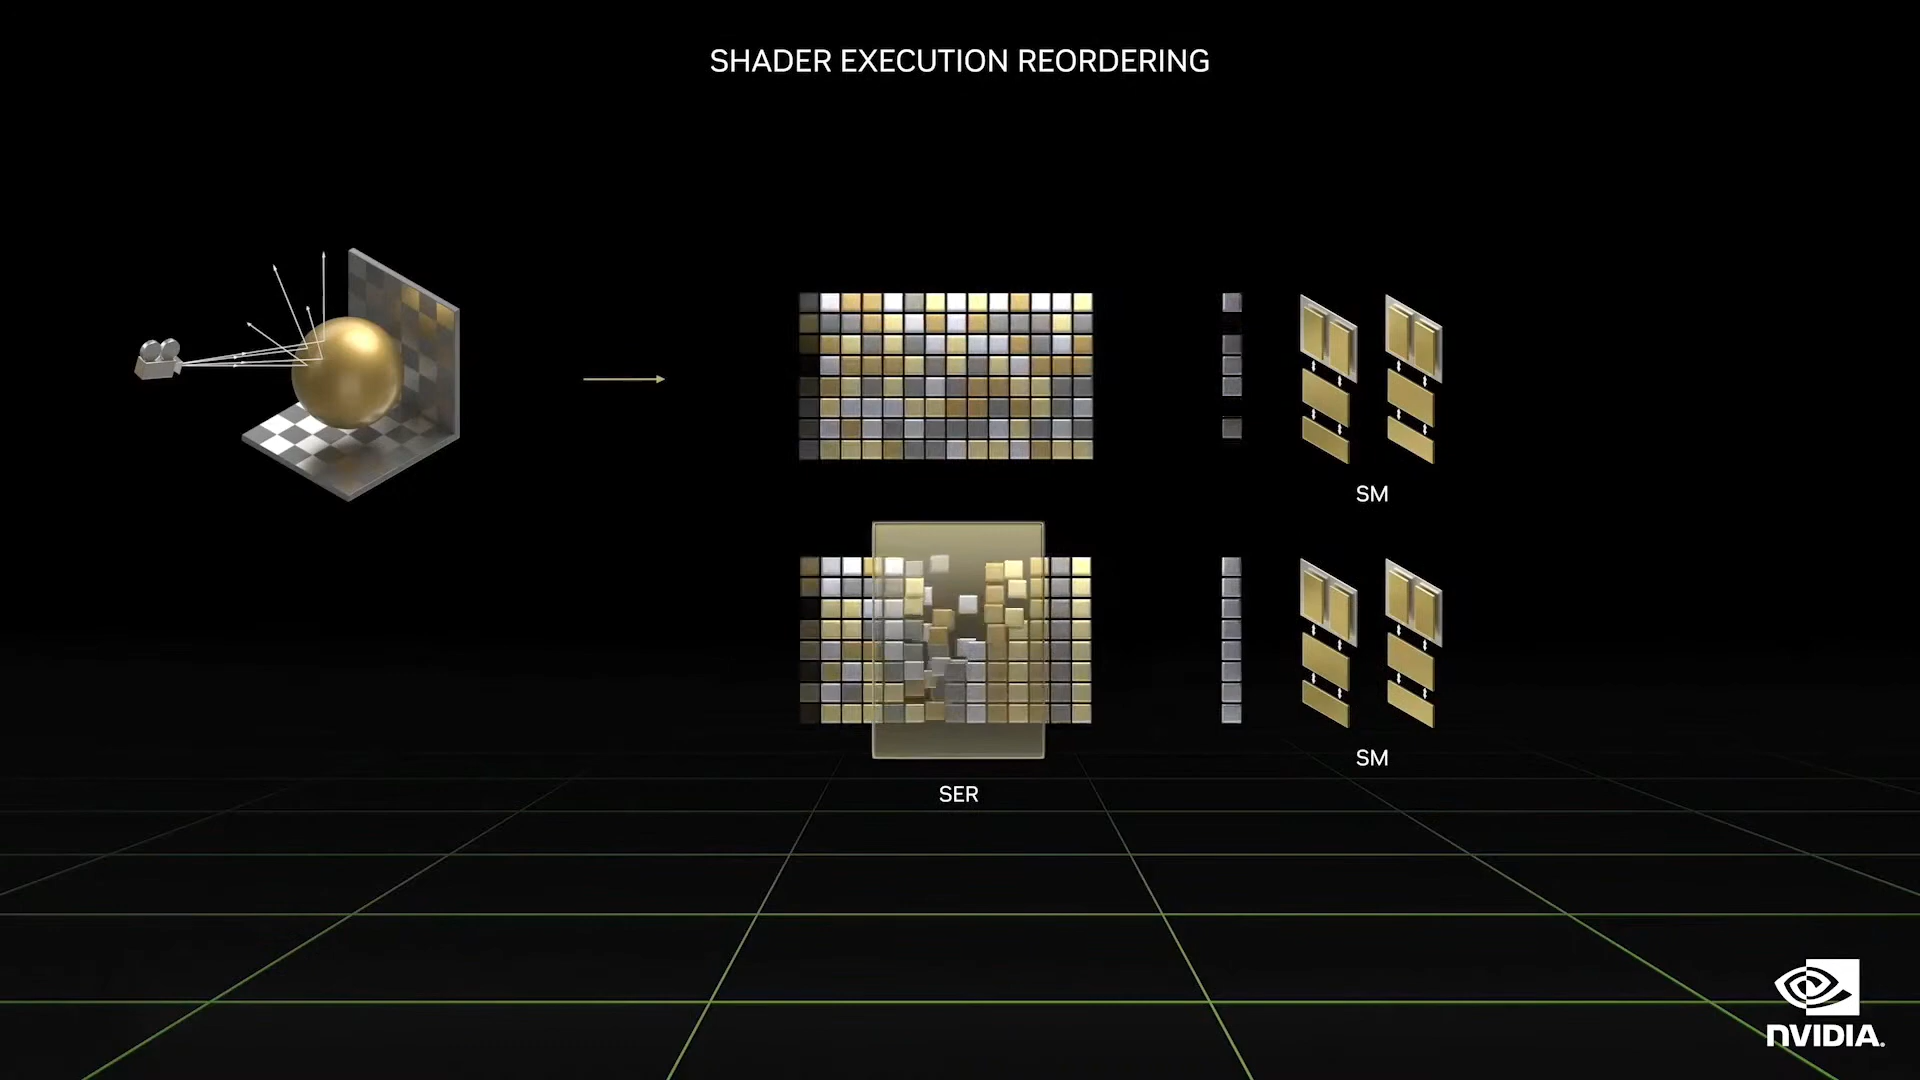 SHADER EXECUTION REORDERING
SM
SM
SER
NVIDIA.